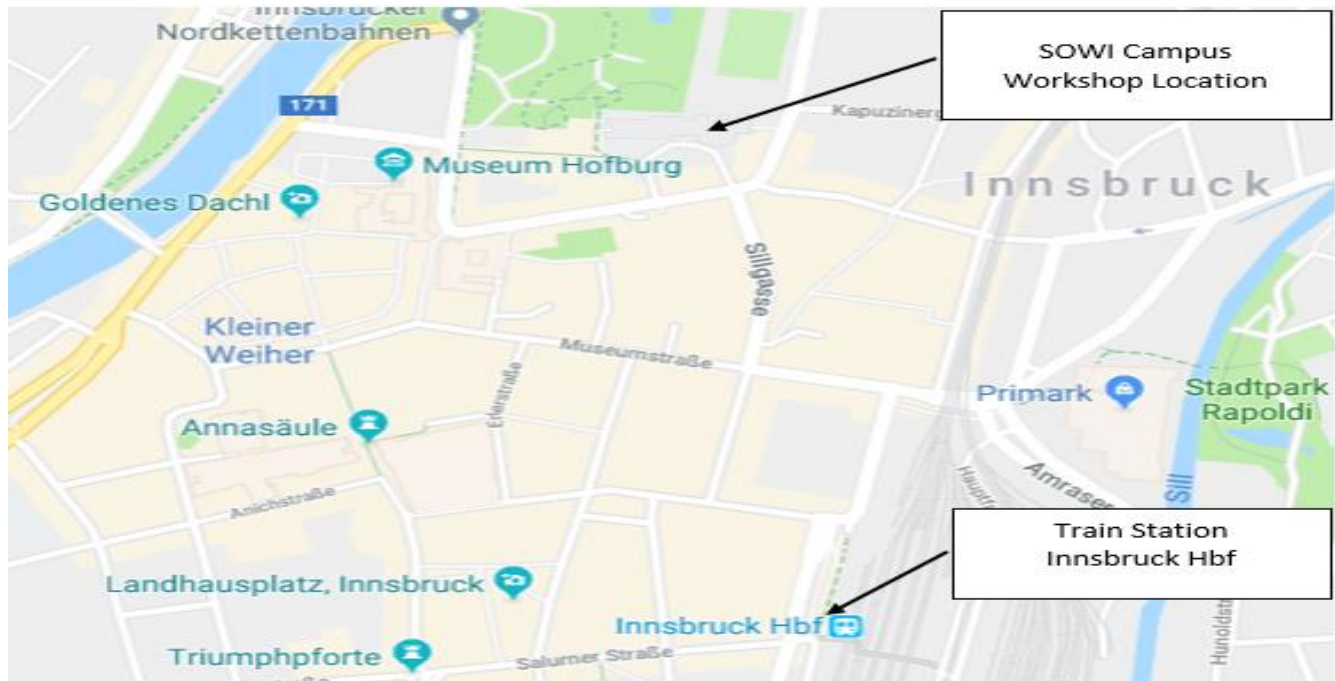 Innsbrucker
Nordkettenbahnen
SOWI Campus
Workshop Location
171
Kapuzinerg
Museum Hofburg
Innsbruck
Goldenes Dachl
Sillgasse
Kleiner
Weiher
Museumstraße
Primark
Stadtpark
Rapoldi
Erlerstraße
Annasäule
Anichstraße
Amraser
Sill
Train Station
Innsbruck Hbf
Landhausplatz, Innsbruck
Innsbruck Hbf
Hunoldstr
Triumphpforte
Salurner Straße